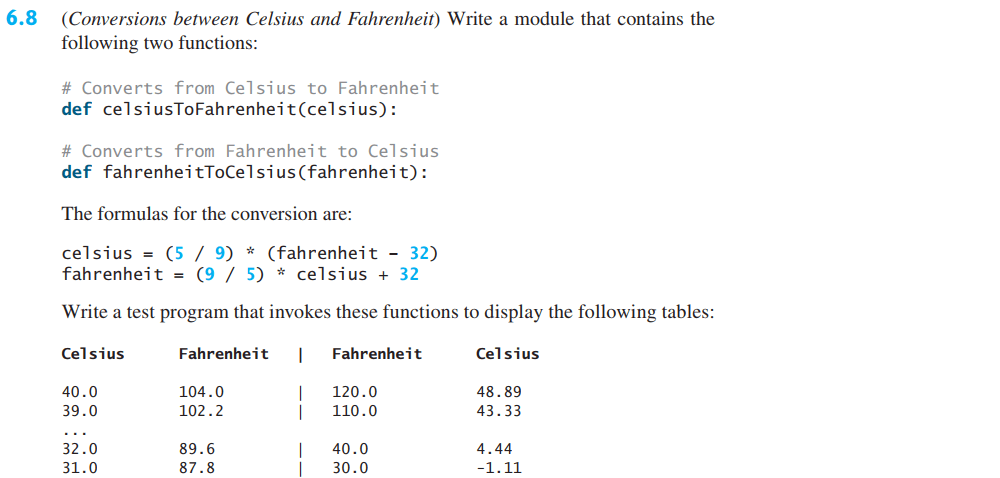 6.8 (Conversions between Celsius and Fahrenheit) Write a module that contains the
following two functions:
# Converts from Celsius to Fahrenheit
def celsiusToFahrenheit(celsius):
# Converts from Fahrenheit to Celsius
def fahrenheitToCelsius(fahrenheit):
The formulas for the conversion are:
celsius = (5 / 9) * (fahrenheit - 32)
fahrenheit = (9 / 5) * celsius + 32
Write a test program that invokes these functions to display the following tables:
Celsius Fahrenheit | Fahrenheit Celsius
40.0 104.0 | 120.0 48.89
39.0 102.2 | 110.0 43.33
...
32.0 89.6 | 40.0 4.44
31.0 87.8 | 30.0 -1.11